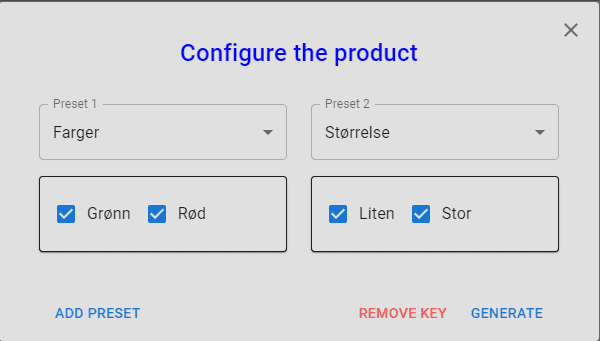 Configure the product
Preset 1
Preset 2
Farger
Størrelse
Grønn Rød
Liten Stor
ADD PRESET
REMOVE KEY
GENERATE